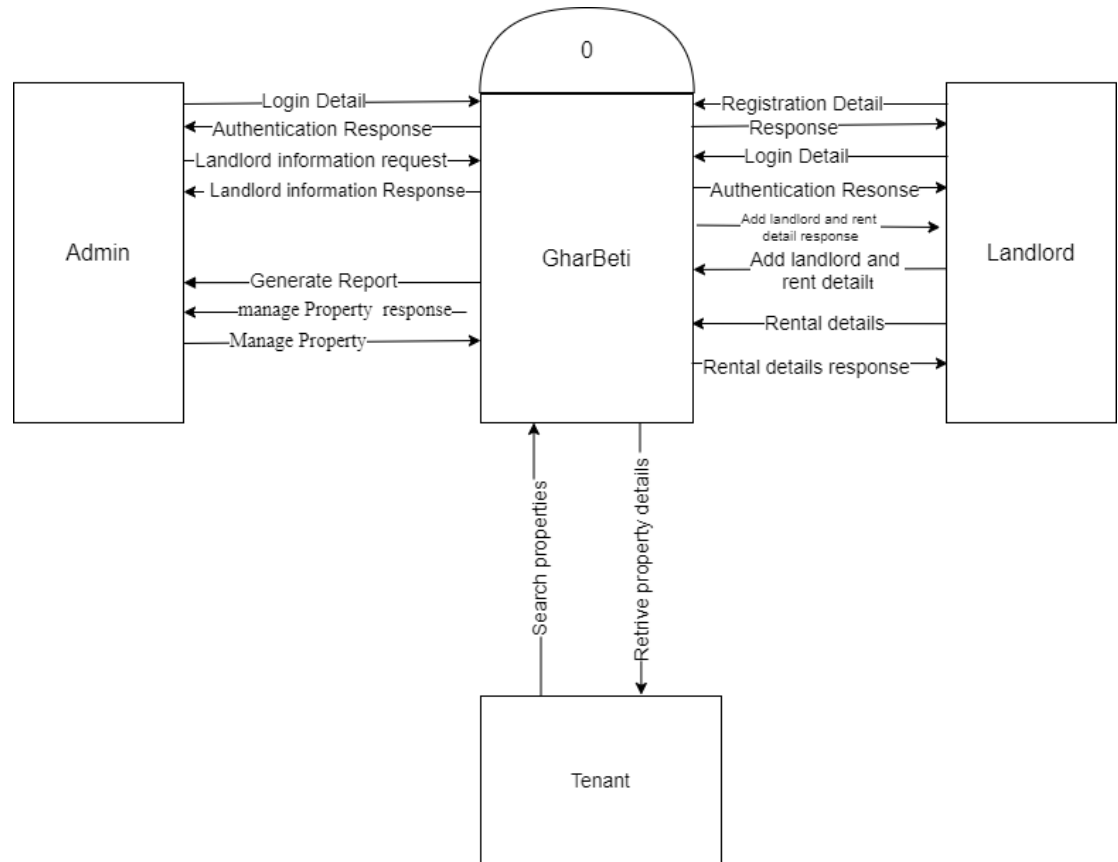 0
Admin
Login Detail
Authentication Response
Landlord information request
Landlord information Response
Generate Report
manage Property response
Manage Property
GharBeti
Registration Detail
Response
Login Detail
Authentication Resonse
Add landlord and rent
detail response
Add landlord and
rent detailt
Rental details
Rental details response
Landlord
Search properties
Retrive property details
Tenant